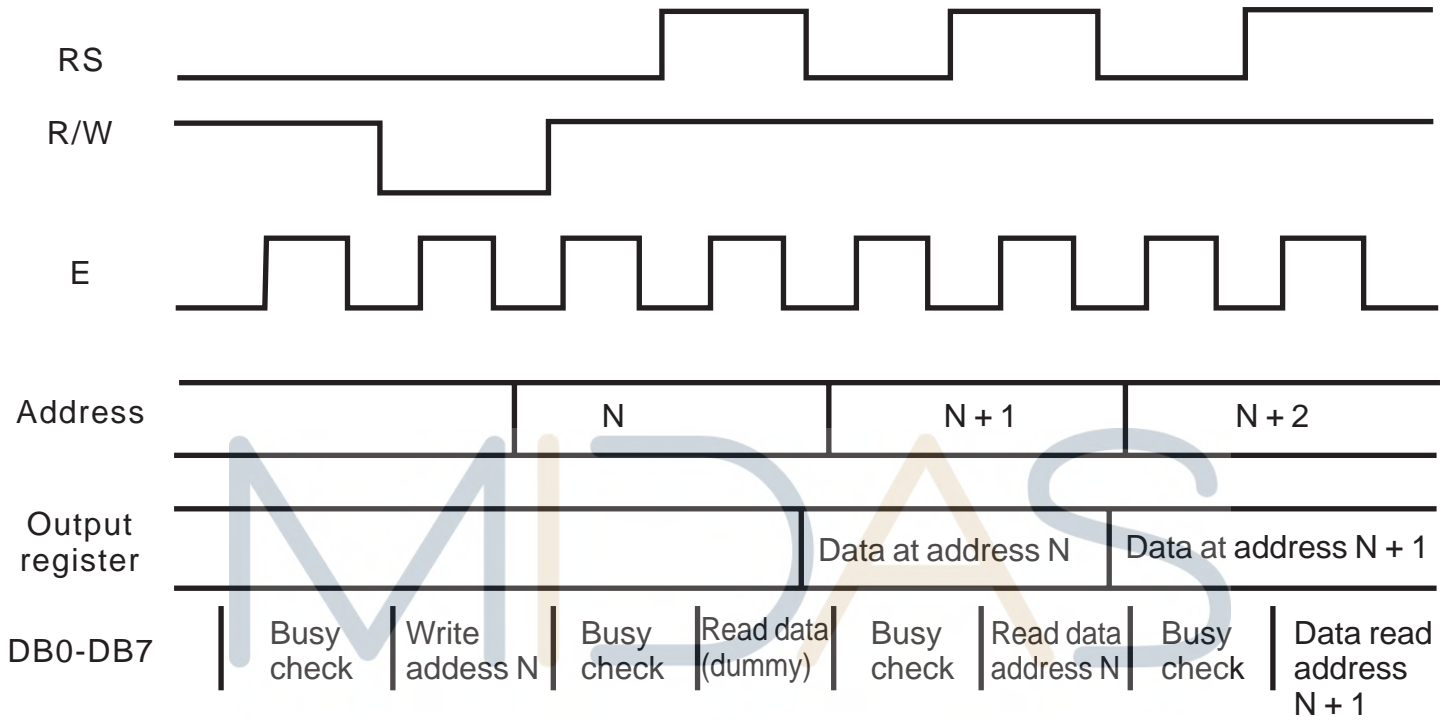 RS
R/W
E
Address
N
N + 1
N + 2
Output
register
Data at address N
Data at address N + 1
DB0-DB7
Busy
check
Write
addess N
Busy
check
Read data
(dummy)
Busy
check
Read data
address N
Busy
check
Data read
address
N + 1
MIDAS